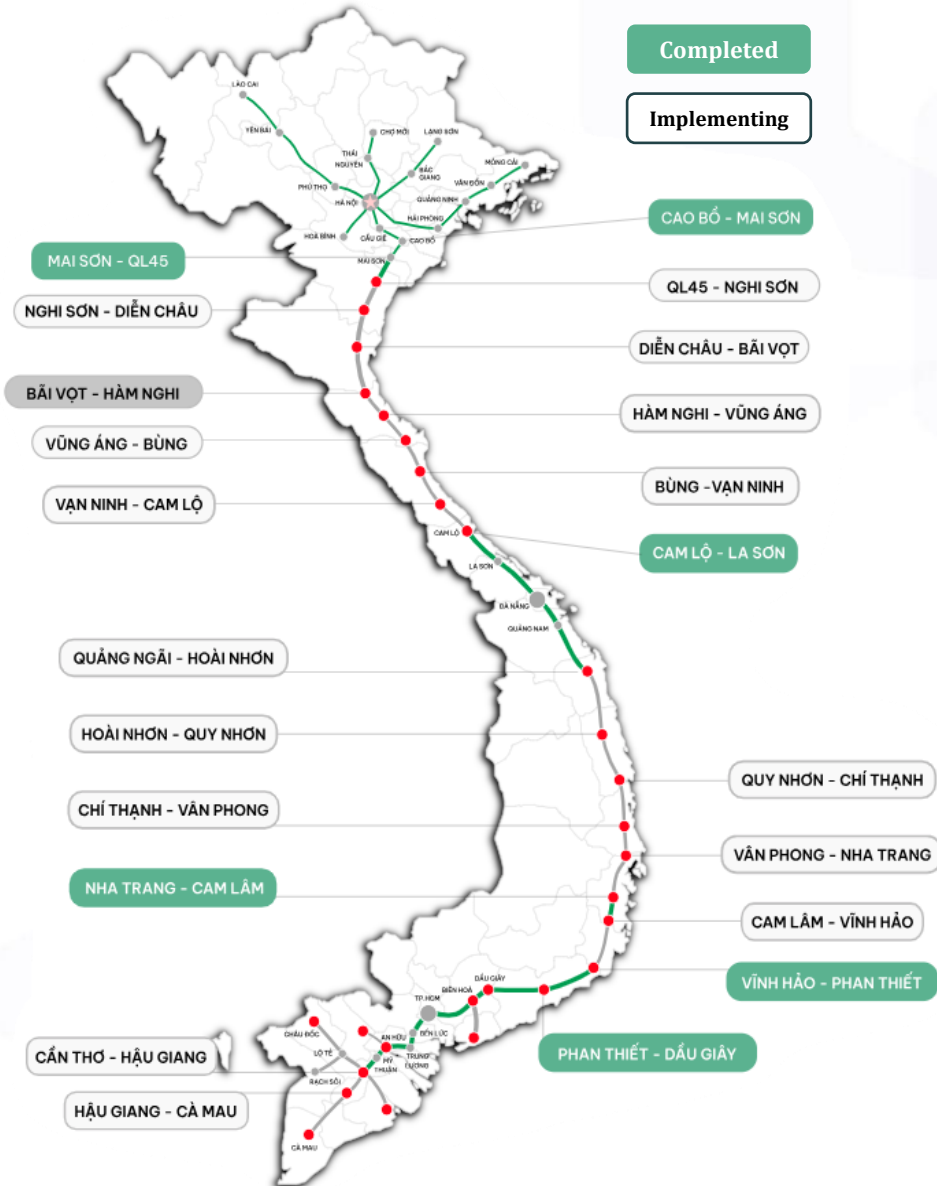 Completed
Implementing
LÀO CAI
YÊN BÁI
CHỢ MỚI
LẠNG SƠN
THÁI
NGUYÊN
BẮC
GIANG
MÓNG CÁI
VÂN ĐỒN
PHÚ THỌ
QUẢNG NINH
HÀ NỘI
HẢI PHÒNG
HOÀ BÌNH
CẦU GIẼ
CAO BỒ
MAI SƠN
CAO BỒ - MAI SƠN
MAI SƠN - QL45
QL45 - NGHI SƠN
NGHI SƠN - DIỄN CHÂU
DIỄN CHÂU - BÃI VỌT
BÃI VỌT - HÀM NGHI
HÀM NGHI - VŨNG ÁNG
VŨNG ÁNG - BÙNG
BÙNG -VẠN NINH
VẠN NINH - CAM LỘ
CAM LỘ
CAM LỘ - LA SƠN
LA SƠN
ĐÀ NẴNG
QUẢNG NAM
QUẢNG NGÃI - HOÀI NHƠN
HOÀI NHƠN - QUY NHƠN
QUY NHƠN - CHÍ THẠNH
CHÍ THẠNH - VÂN PHONG
VÂN PHONG - NHA TRANG
NHA TRANG - CAM LÂM
CAM LÂM - VĨNH HẢO
VĨNH HẢO - PHAN THIẾT
DẦU GIÂY
BIÊN HOÀ
TP.HCM
PHAN THIẾT - DẦU GIÂY
CHÂU ĐỐC
AN HỮU
BẾN LỨC
LỘ TẺ
MỸ
THUẬN
TRUNG
LƯƠNG
RẠCH SỎI
CẦN THƠ - HẬU GIANG
HẬU GIANG - CÀ MAU
CÀ MAU